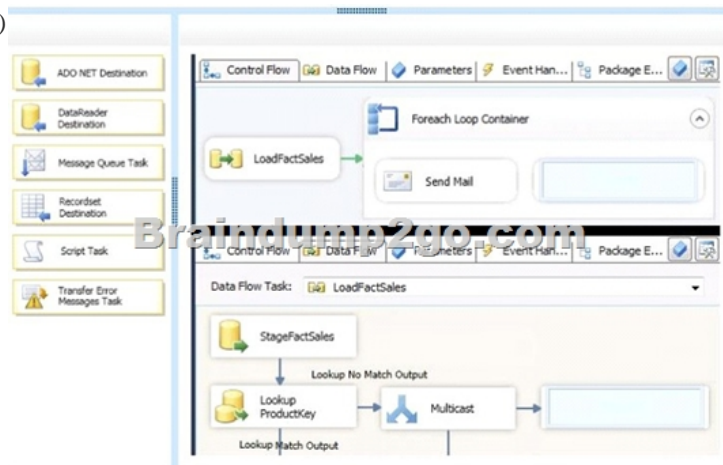 )
ADO NET Destination
DataReader
Destination
Message Queue Task
Recordset
Destination
Script Task
Transfer Error
Messages Task
Control Flow
Data Flow
Parameters
Event Han...
Package E...
Foreach Loop Container
LoadFactSales
Send Mail
Braindump2go.com
Control Flow
Data Flow
Parameters
Event Han...
Package E...
Data Flow Task:
LoadFactSales
StageFactSales
Lookup No Match Output
Lookup
ProductKey
Multicast
Lookup Match Output